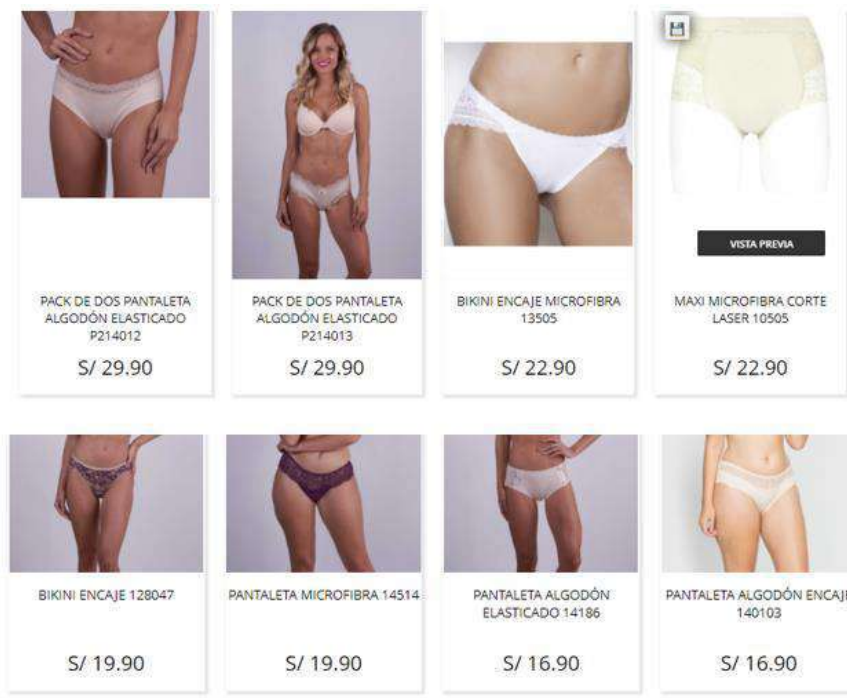 VISTA PREVIA
PACK DE DOS PANTALETA
ALGODÓN ELASTICADO
P214012
S/ 29.90
PACK DE DOS PANTALETA
ALGODÓN ELASTICADO
P214013
S/ 29.90
BIKINI ENCAJE MICROFIBRA
13505
S/ 22.90
MAXI MICROFIBRA CORTE
LASER 10505
S/ 22.90
BIKINI ENCAJE 128047
S/ 19.90
PANTALETA MICROFIBRA 14514
S/ 19.90
PANTALETA ALGODÓN
ELASTICADO 14186
S/ 16.90
PANTALETA ALGODÓN ENCAJE
140103
S/ 16.90